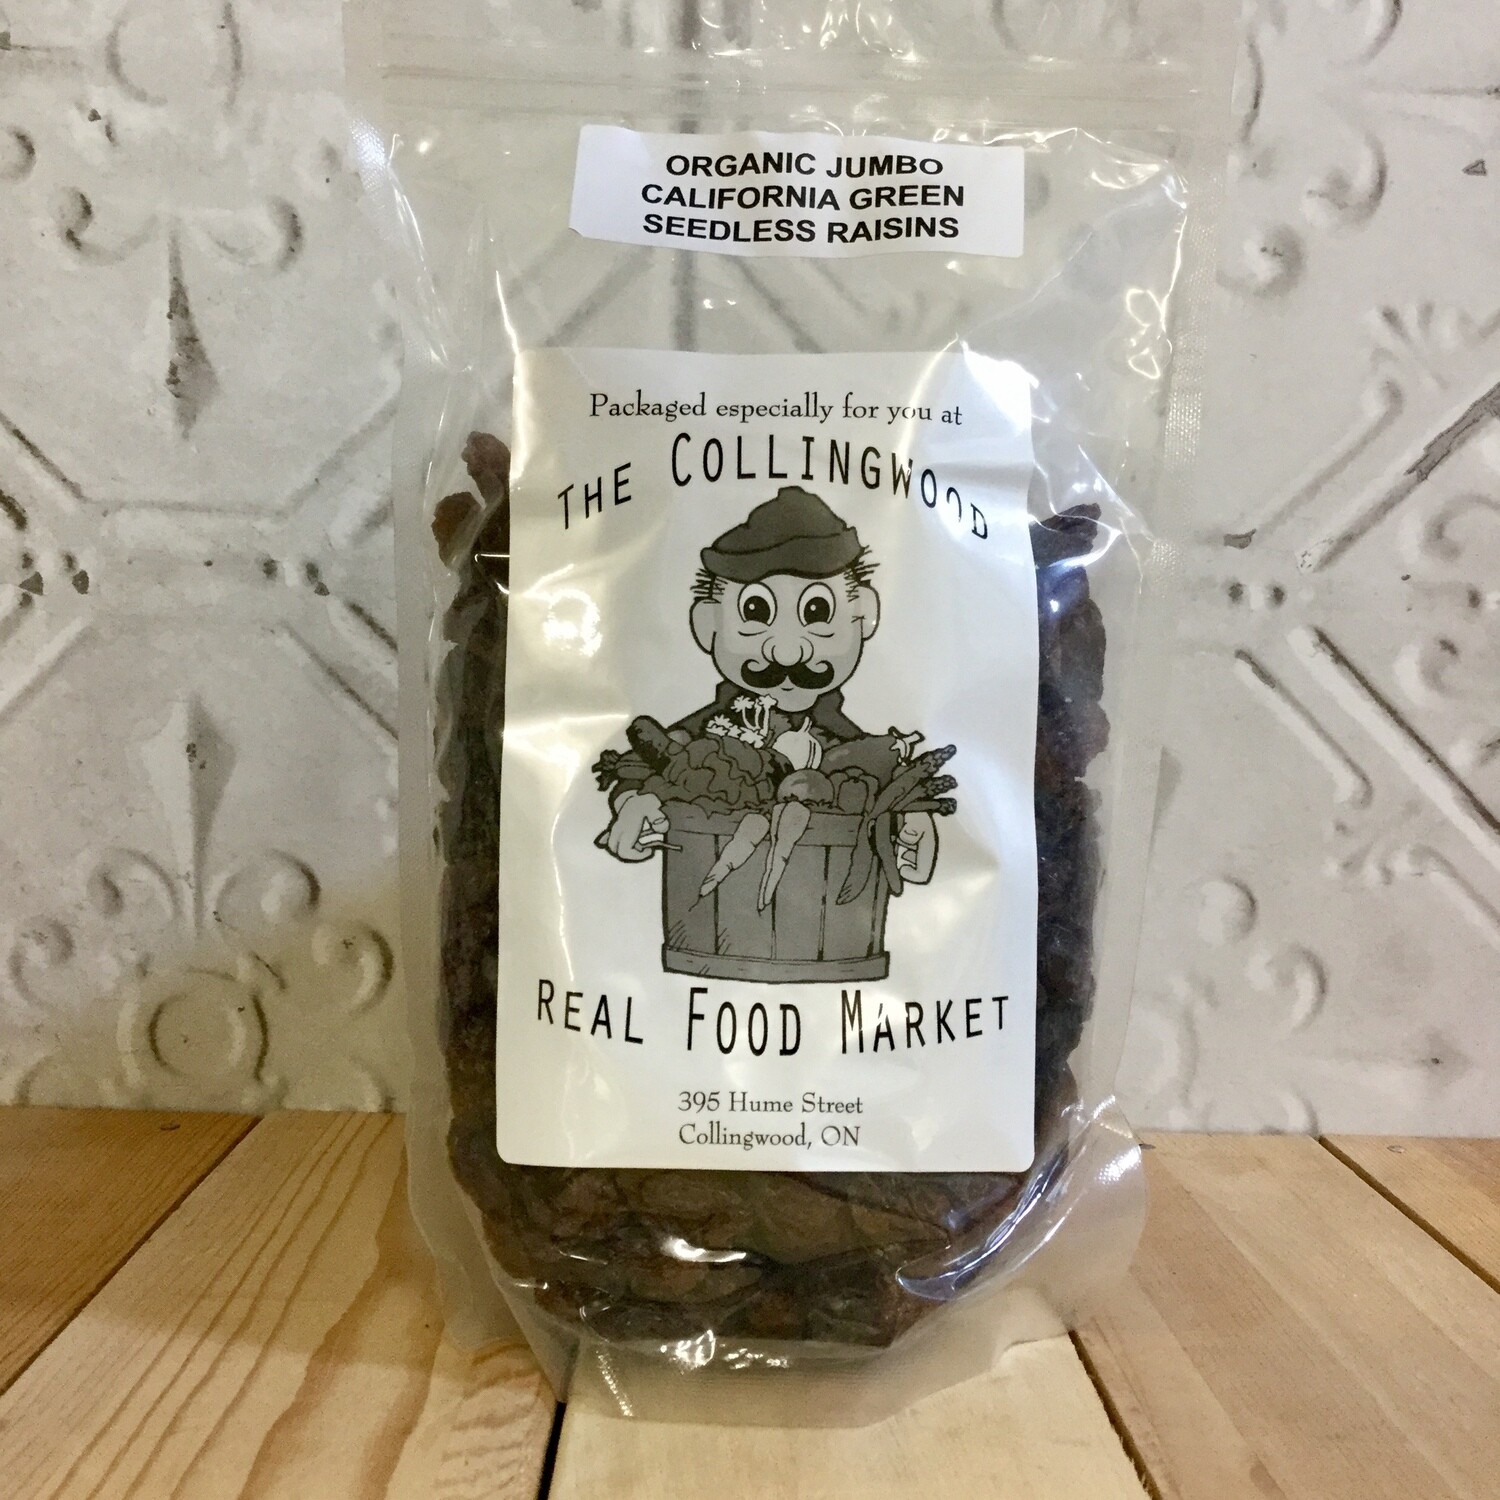 ORGANIC JUMBO
CALIFORNIA GREEN
SEEDLESS RAISINS
Packaged especially for you at
THE COLLINGWOOD
REAL FOOD MARKET
395 Hume Street
Collingwood, ON